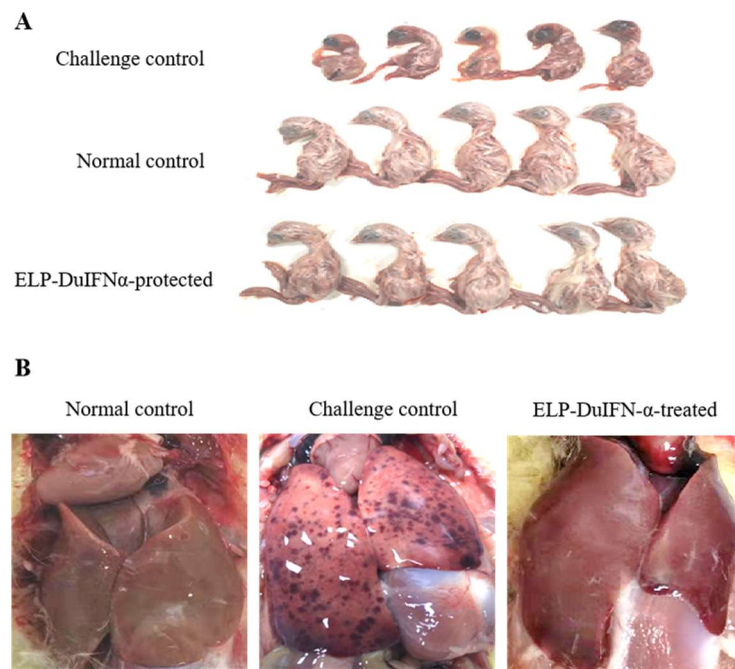 A
Challenge control
Normal control
ELP-DuIFNα-protected
B
Normal control
Challenge control
ELP-DuIFN-α-treated